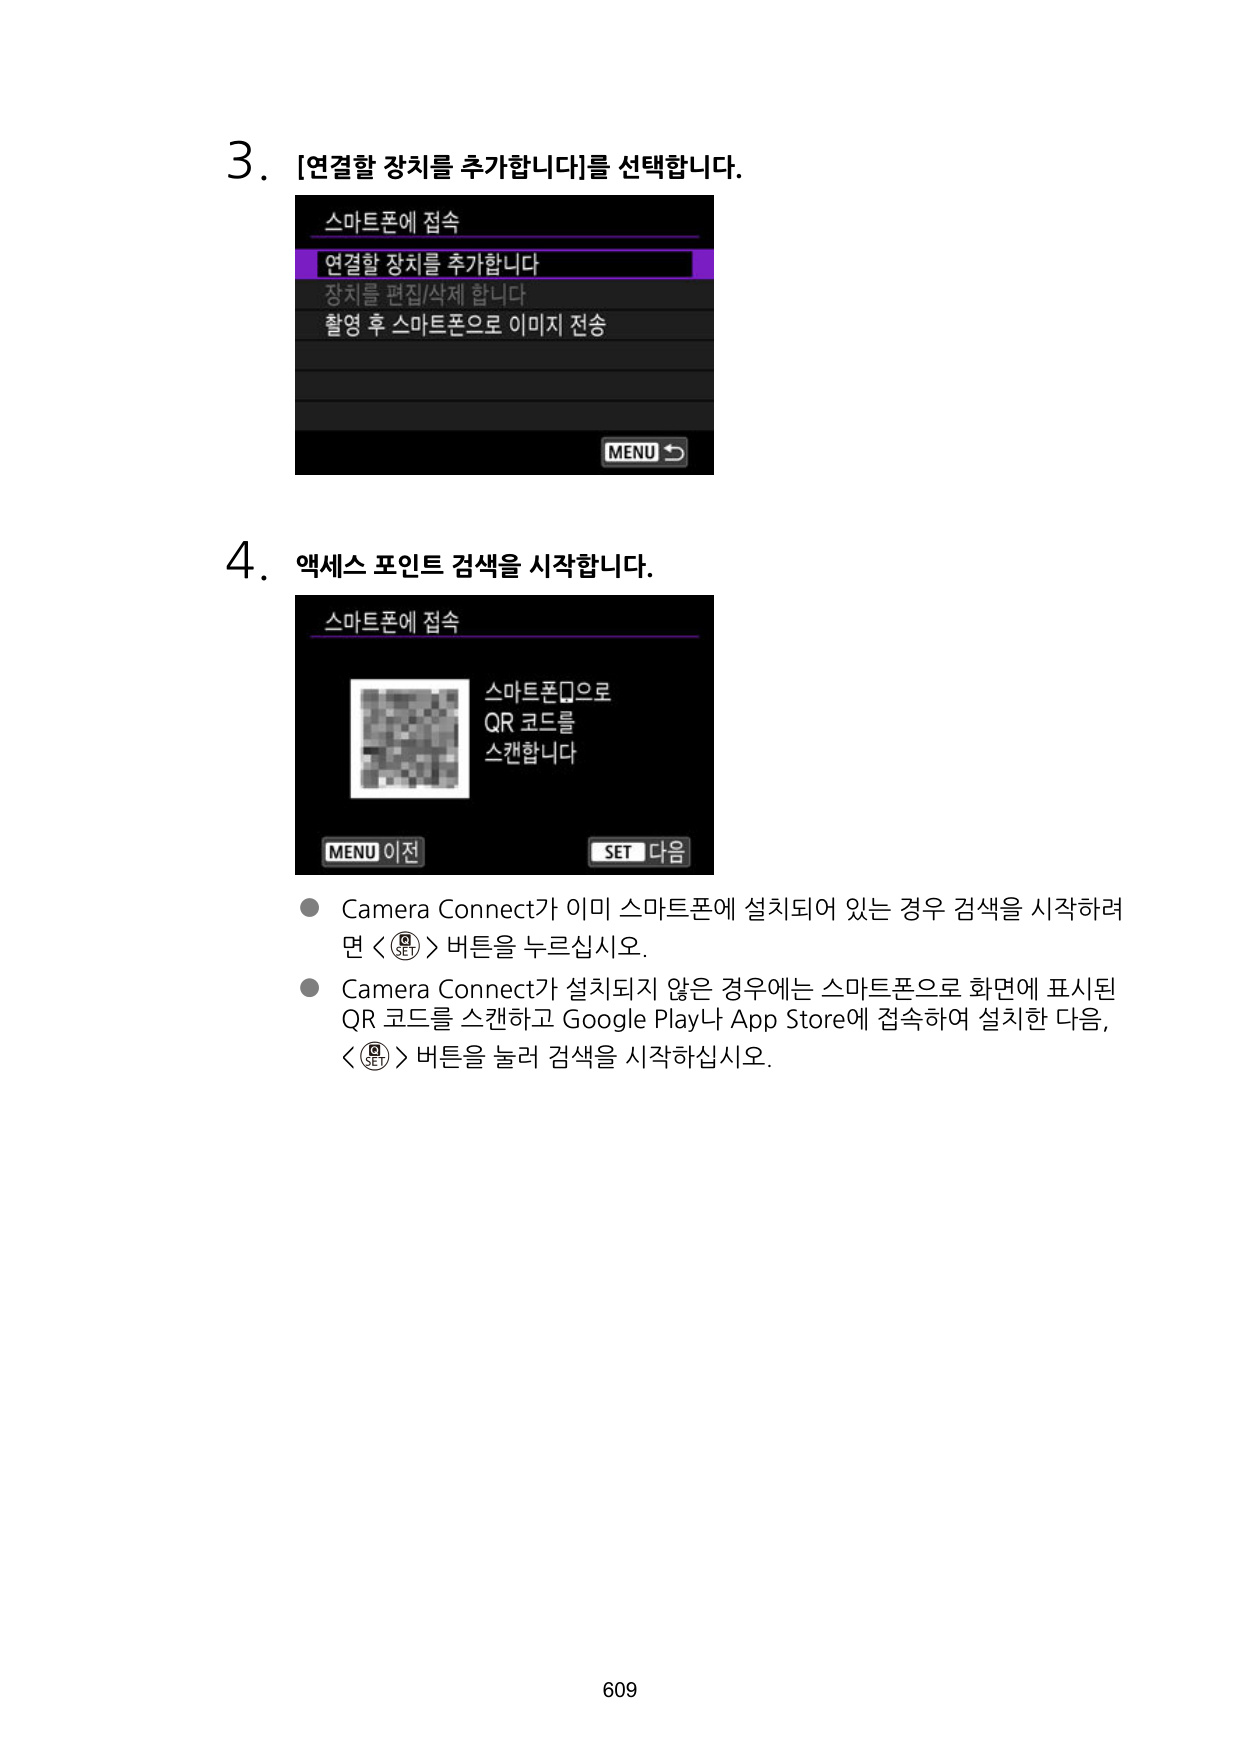 3. [연결할 장치를 추가합니다]를 선택합니다.
스마트폰에 접속
연결할 장치를 추가합니다
장치를 편집/삭제 합니다
촬영 후 스마트폰으로 이미지 전송
MENU
4. 액세스 포인트 검색을 시작합니다.
스마트폰에 접속
스마트폰으로
QR 코드를
스캔합니다
MENU 이전
SET 다음
● Camera Connect가 이미 스마트폰에 설치되어 있는 경우 검색을 시작하려
면 < Q SET > 버튼을 누르십시오.
● Camera Connect가 설치되지 않은 경우에는 스마트폰으로 화면에 표시된
QR 코드를 스캔하고 Google Play나 App Store에 접속하여 설치한 다음,
< Q SET > 버튼을 눌러 검색을 시작하십시오.
609